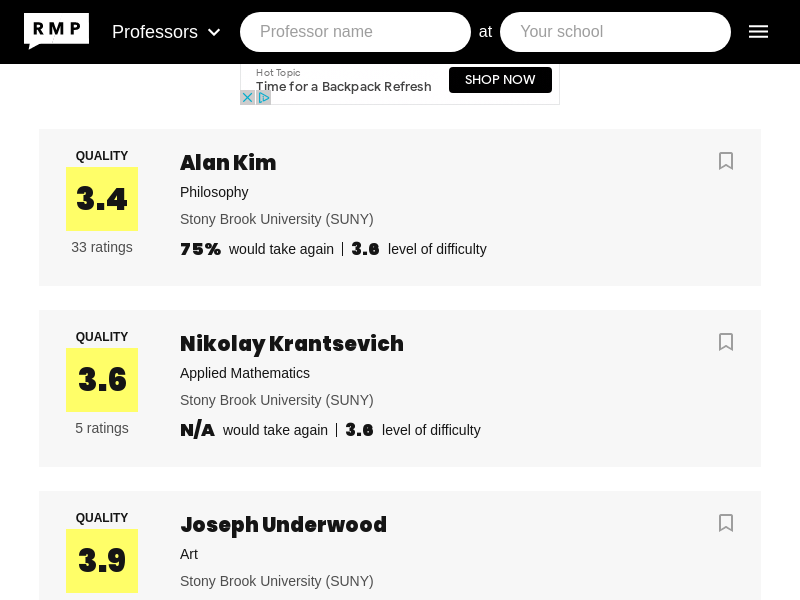 RMP Professors Professor name at Your school
Hot Topic
Time for a Backpack Refresh
SHOP NOW
QUALITY
3.4
33 ratings
Alan Kim
Philosophy
Stony Brook University (SUNY)
75% would take again 3.6 level of difficulty
QUALITY
3.6
5 ratings
Nikolay Krantsevich
Applied Mathematics
Stony Brook University (SUNY)
N/A would take again 3.6 level of difficulty
QUALITY
3.9
Joseph Underwood
Art
Stony Brook University (SUNY)